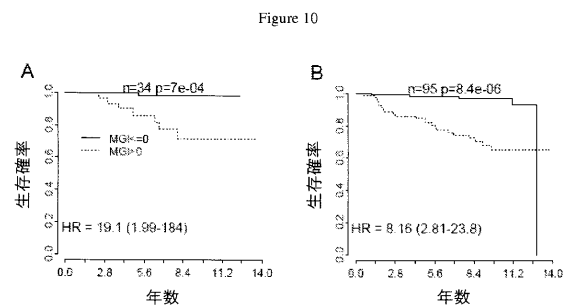 Figure 10
A
n=34 p=7e-04
生存確率
1.0
0.8
0.6
0.4
0.2
0.0
MGI<=0
MGI>0
HR = 19.1 (1.99-184)
0.0 2.8 5.6 8.4 11.2 14.0
年数
B
n=95 p=8.4e-06
生存確率
1.0
0.8
0.6
0.4
0.2
0.0
HR = 8.16 (2.81-23.8)
0.0 2.8 5.6 8.4 11.2 14.0
年数